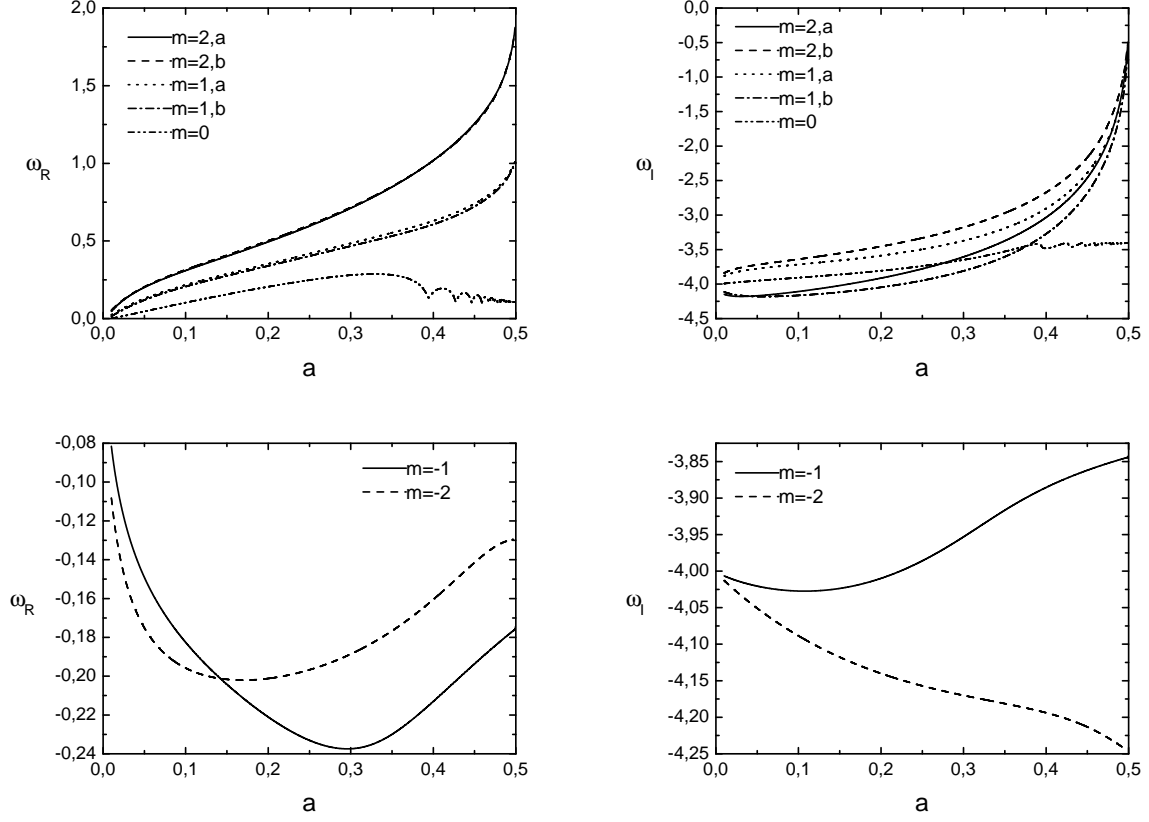 2,0
1,5
1,0
0,5
0,0
ω_R
m=2,a
m=2,b
m=1,a
m=1,b
m=0
0,0 0,1 0,2 0,3 0,4 0,5
a
0,0
-0,5
-1,0
-1,5
-2,0
-2,5
-3,0
-3,5
-4,0
-4,5
ω_I
m=2,a
m=2,b
m=1,a
m=1,b
m=0
0,0 0,1 0,2 0,3 0,4 0,5
a
-0,08
-0,10
-0,12
-0,14
-0,16
-0,18
-0,20
-0,22
-0,24
ω_R
m=-1
m=-2
0,0 0,1 0,2 0,3 0,4 0,5
a
-3,85
-3,90
-3,95
-4,00
-4,05
-4,10
-4,15
-4,20
-4,25
ω_I
m=-1
m=-2
0,0 0,1 0,2 0,3 0,4 0,5
a